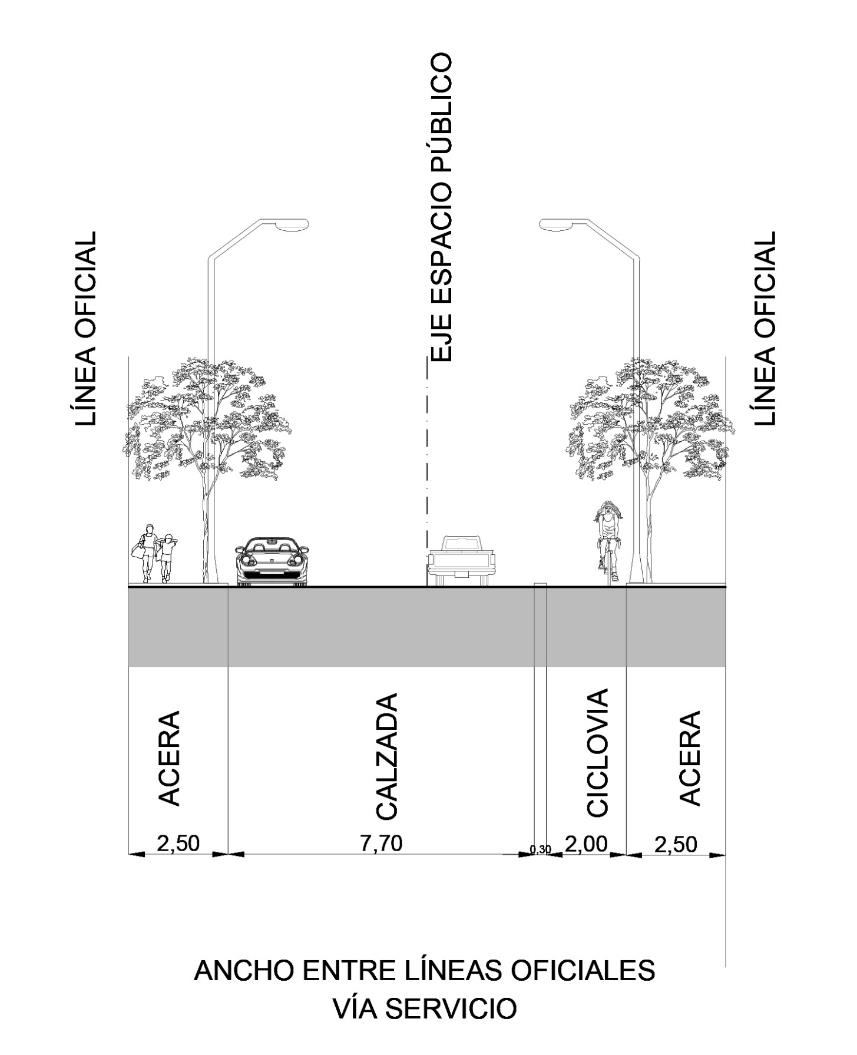 EJE ESPACIO PÚBLICO
LÍNEA OFICIAL
LÍNEA OFICIAL
ACERA
CALZADA
CICLOVIA
ACERA
2,50
7,70
0,30
2,00
2,50
ANCHO ENTRE LÍNEAS OFICIALES
VÍA SERVICIO